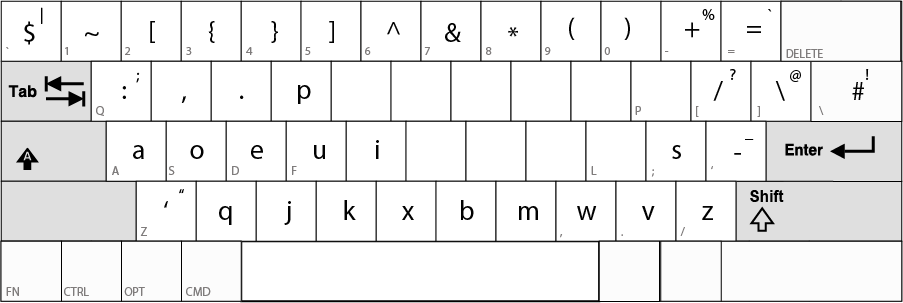 $ | ` ~ 1 [ 2 { 3 } 4 ] 5 ^ 6 & 7 * 8 ( 9 ) 0 + % - = ` = DELETE
Tab : ; Q , . p P / ? [ \ @ ] # ! \
A a A o S e D u F i L s ; - _ ' Enter
‘ “ Z q j k x b m w , v . z / Shift
FN CTRL OPT CMD